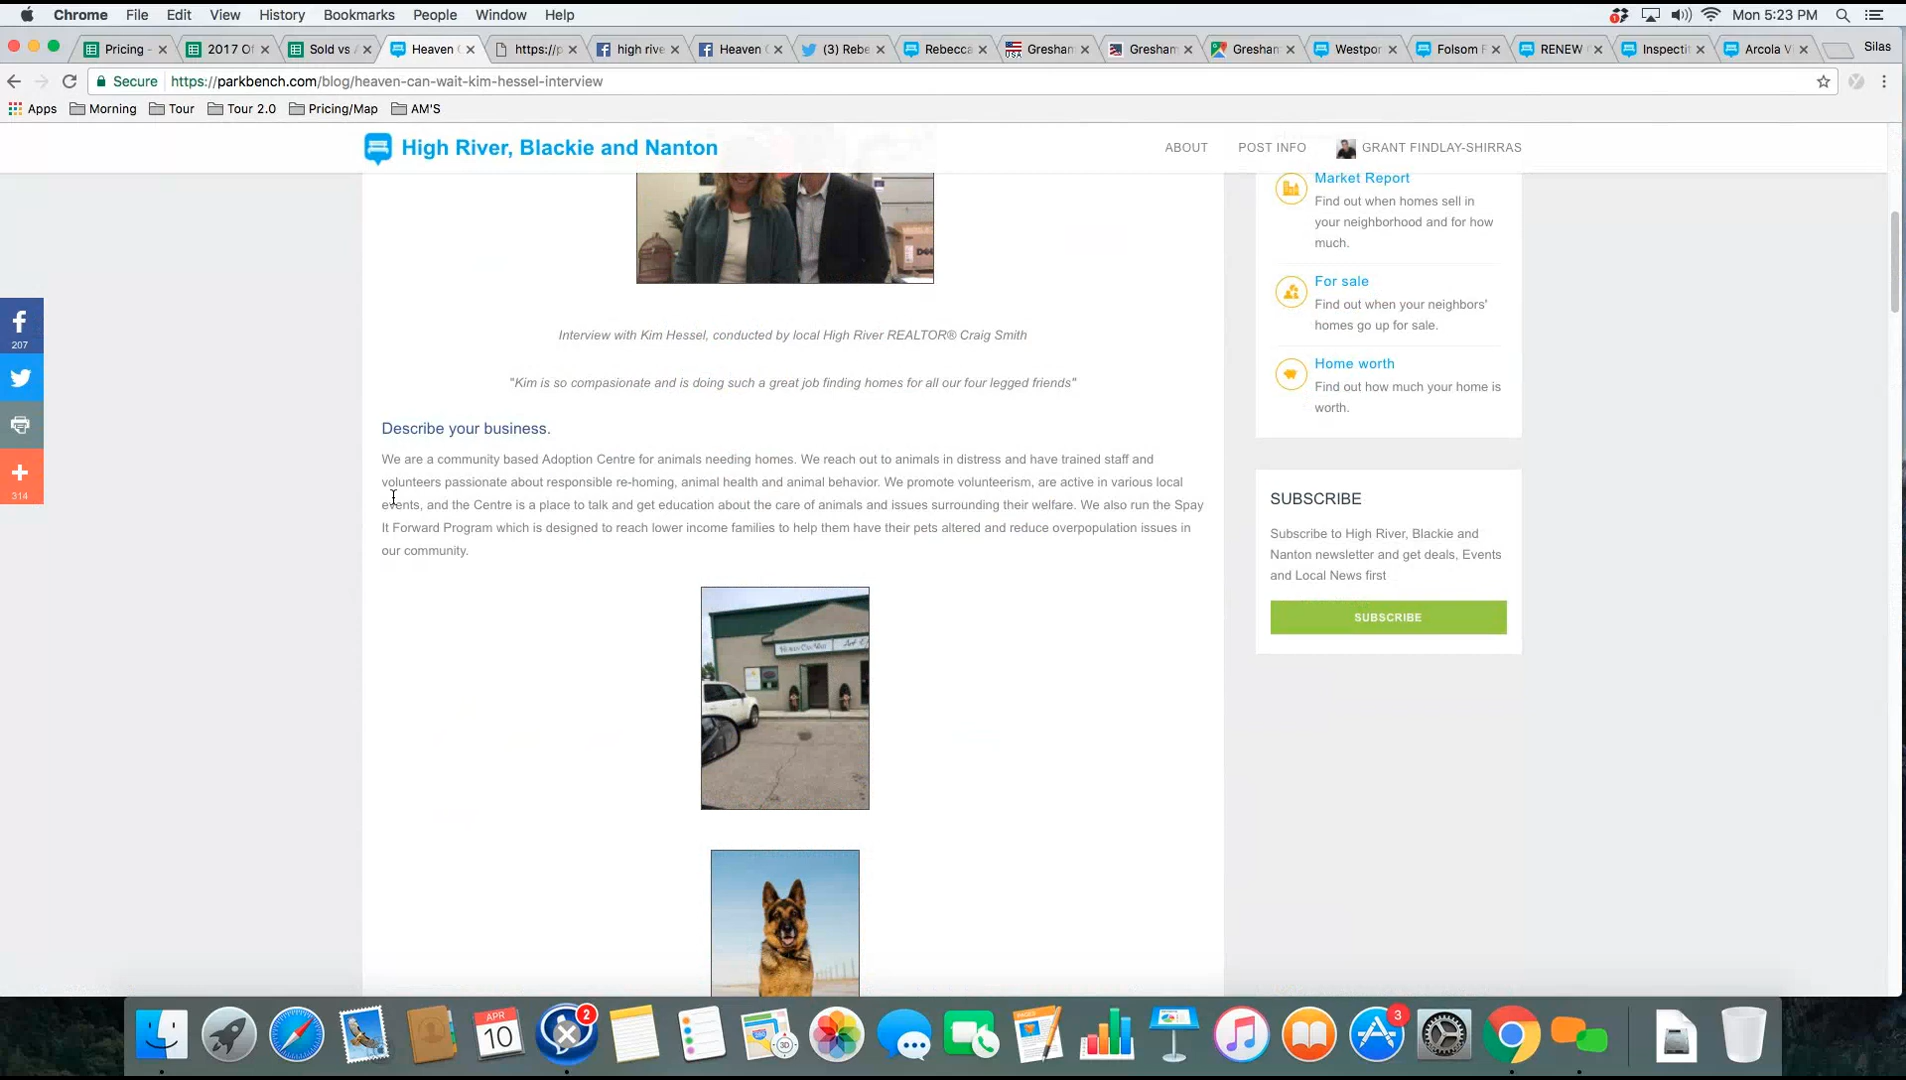 Chrome File Edit View History Bookmarks People Window Help
1 Mon 5:23 PM
Pricing - 2017 O Sold vs Heaven https://p high rive Heaven (3) Rebe Rebecca Gresham Gresham Gresham Westpor Folsom F RENEW Inspecti Arcola V Silas
Secure https://parkbench.com/blog/heaven-can-wait-kim-hessel-interview
Apps Morning Tour Tour 2.0 Pricing/Map AM'S
High River, Blackie and Nanton
ABOUT POST INFO GRANT FINDLAY-SHIRRAS
207
314
Interview with Kim Hessel, conducted by local High River REALTOR® Craig Smith
"Kim is so compasionate and is doing such a great job finding homes for all our four legged friends"
Describe your business.
We are a community based Adoption Centre for animals needing homes. We reach out to animals in distress and have trained staff and
volunteers passionate about responsible re-homing, animal health and animal behavior. We promote volunteerism, are active in various local
events, and the Centre is a place to talk and get education about the care of animals and issues surrounding their welfare. We also run the Spay
It Forward Program which is designed to reach lower income families to help them have their pets altered and reduce overpopulation issues in
our community.
Market Report
Find out when homes sell in
your neighborhood and for how
much.
For sale
Find out when your neighbors'
homes go up for sale.
Home worth
Find out how much your home is
worth.
SUBSCRIBE
Subscribe to High River, Blackie and
Nanton newsletter and get deals, Events
and Local News first
SUBSCRIBE
APR
10
2
3D
PAGES
3